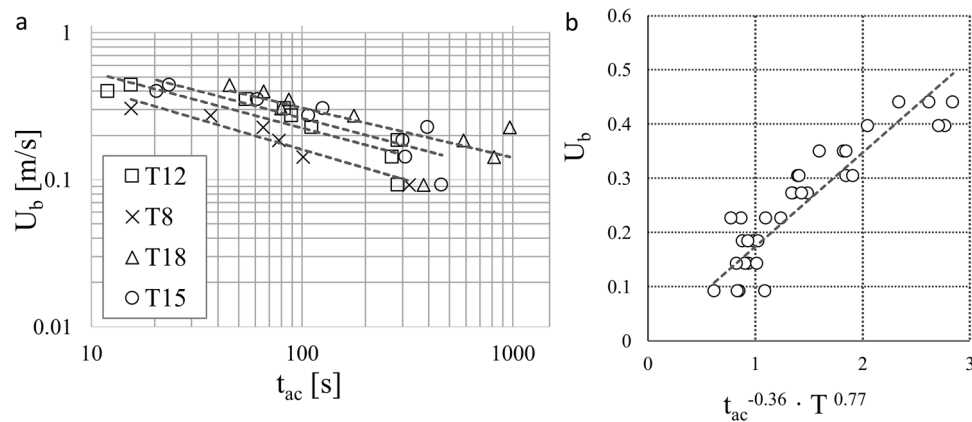 a
1
0.1
0.01
U_b [m/s]
T12
T8
T18
T15
10 100 1000
t_ac [s]
b
0.6
0.5
0.4
0.3
0.2
0.1
0
U_b
0 1 2 3
t_ac^-0.36 · T^0.77